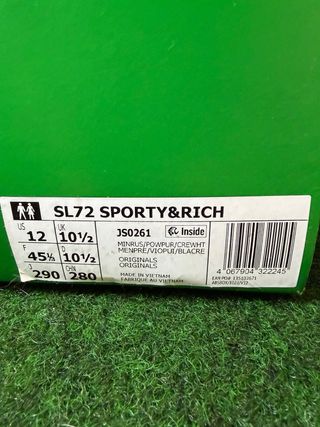 SL72 SPORTY&RICH
US 12 UK 10½
F 45⅓ D 10½
J 290 CHN 280
JS0261
Inside
MINRUS/POWPUR/CREWHT
MENPRE/VIOPUI/BLACRE
ORIGINALS
ORIGINALS
MADE IN VIETNAM
FABRIQUE AU VIETNAM
4 067904 322245